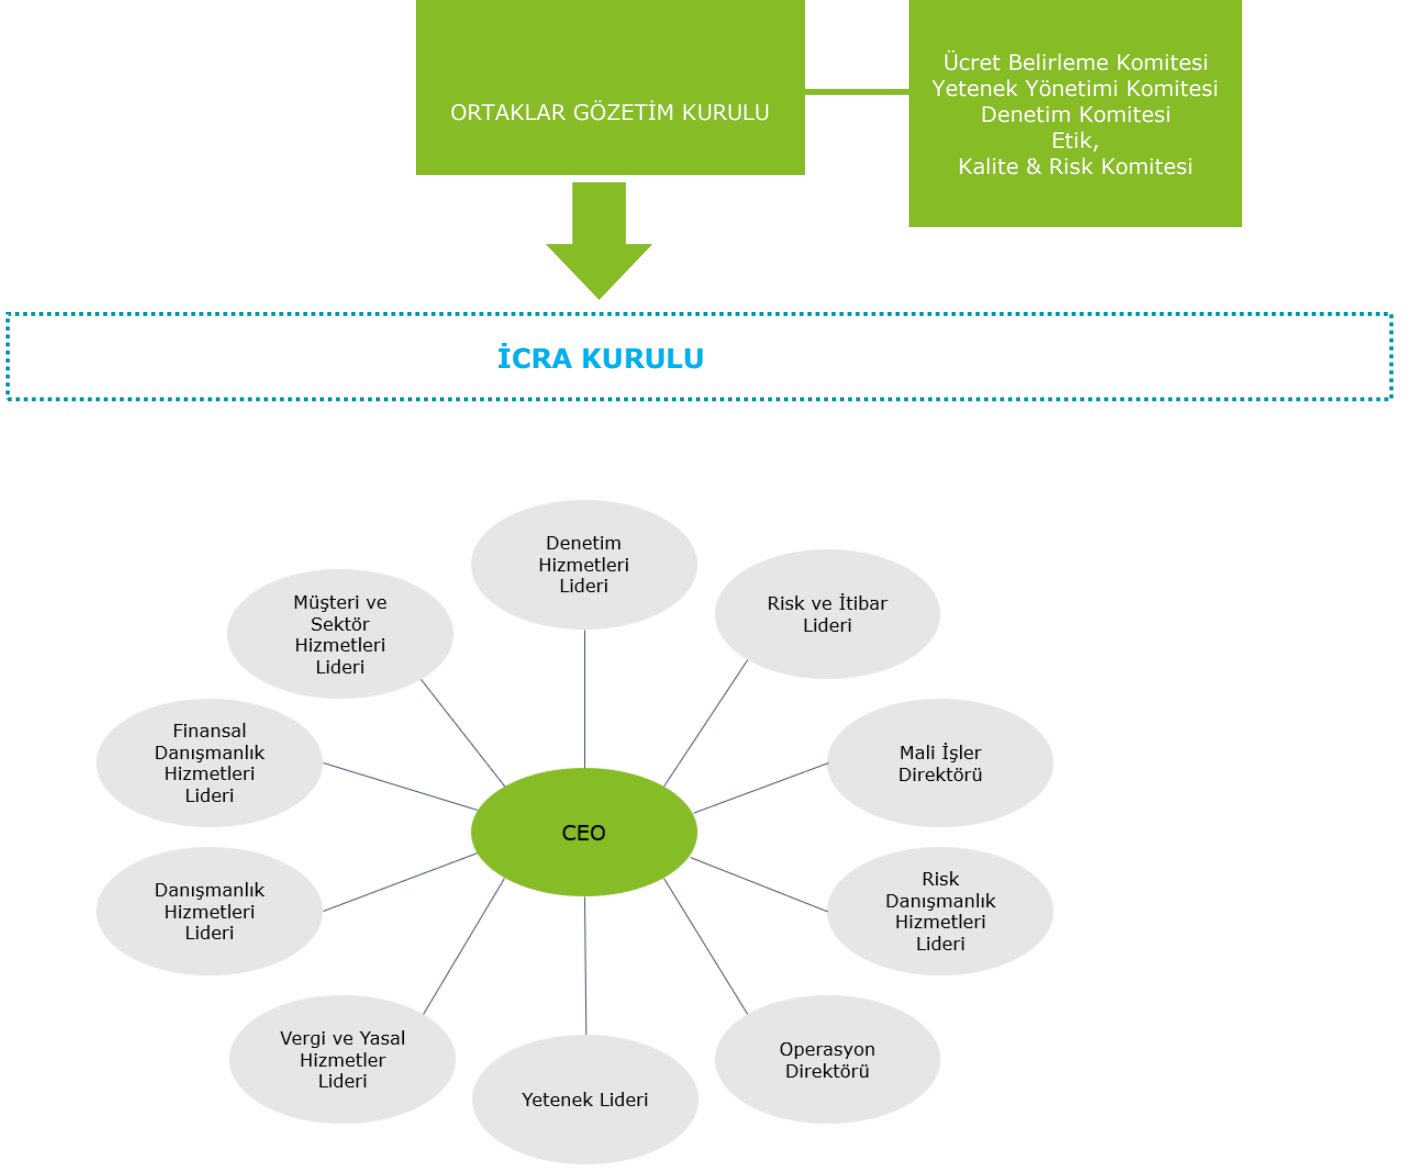 ORTAKLAR GÖZETİM KURULU
Ücret Belirleme Komitesi
Yetenek Yönetimi Komitesi
Denetim Komitesi
Etik,
Kalite & Risk Komitesi
İCRA KURULU
Denetim
Hizmetleri
Lideri
Risk ve İtibar
Lideri
Müşteri ve
Sektör
Hizmetleri
Lideri
Finansal
Danışmanlık
Hizmetleri
Lideri
Mali İşler
Direktörü
CEO
Danışmanlık
Hizmetleri
Lideri
Risk
Danışmanlık
Hizmetleri
Lideri
Vergi ve Yasal
Hizmetler
Lideri
Yetenek Lideri
Operasyon
Direktörü